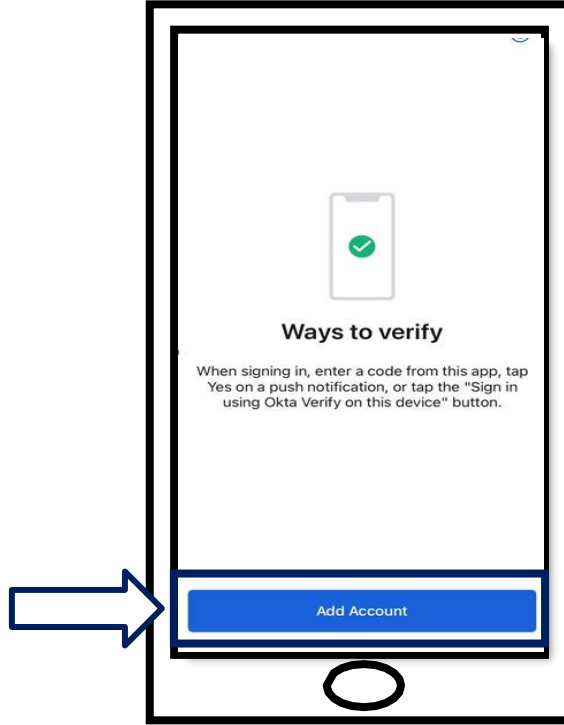 Ways to verify
When signing in, enter a code from this app, tap
Yes on a push notification, or tap the "Sign in
using Okta Verify on this device" button.
Add Account